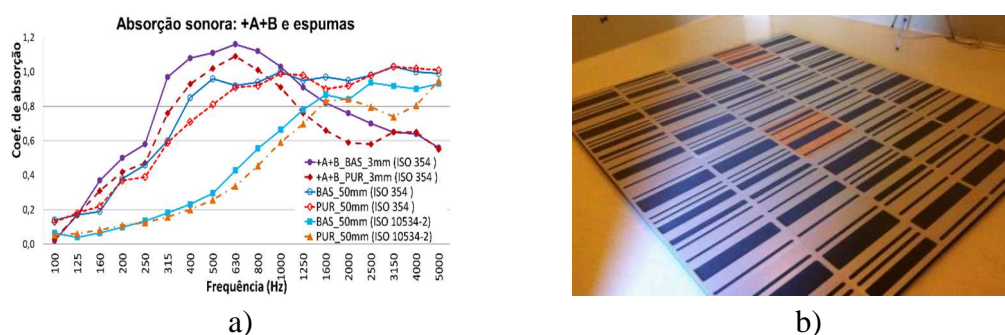 Absorção sonora: +A+B e espumas
Coef. de absorção
1,2
1,0
0,8
0,6
0,4
0,2
0,0
+A+B_BAS_3mm (ISO 354 )
+A+B_PUR_3mm (ISO 354 )
BAS_50mm (ISO 354 )
PUR_50mm (ISO 354 )
BAS_50mm (ISO 10534-2)
PUR_50mm (ISO 10534-2)
100 125 160 200 250 315 400 500 630 800 1000 1250 1600 2000 2500 3150 4000 5000
Frequência (Hz)
a)
b)